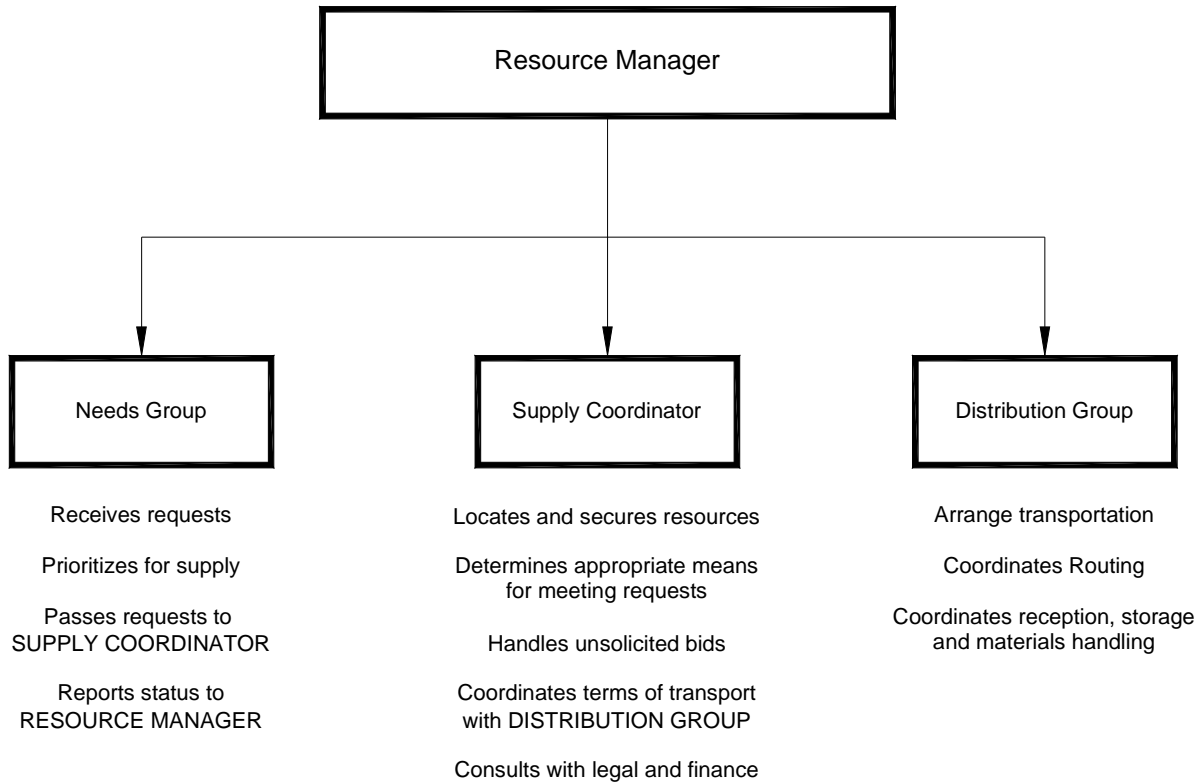 Resource Manager
Needs Group
Supply Coordinator
Distribution Group
Receives requests
Prioritizes for supply
Passes requests to
SUPPLY COORDINATOR
Reports status to
RESOURCE MANAGER
Locates and secures resources
Determines appropriate means
for meeting requests
Handles unsolicited bids
Coordinates terms of transport
with DISTRIBUTION GROUP
Consults with legal and finance
Arrange transportation
Coordinates Routing
Coordinates reception, storage
and materials handling